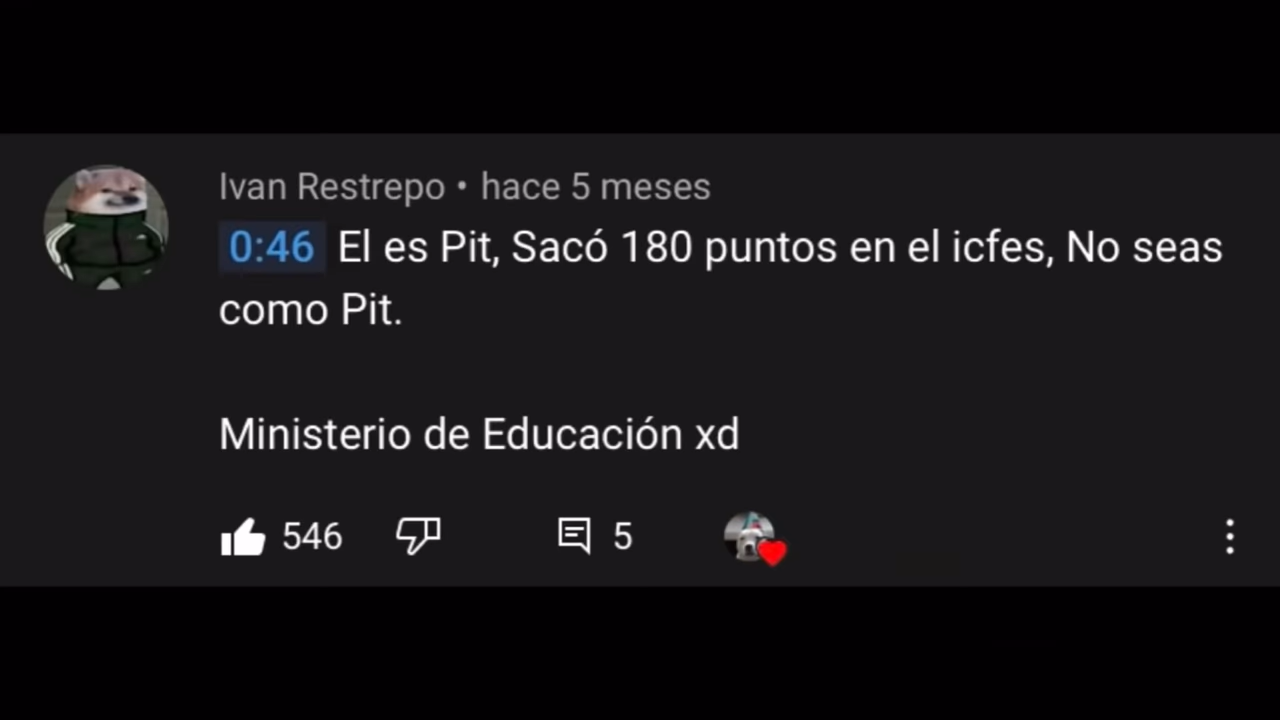 Ivan Restrepo • hace 5 meses
0:46 El es Pit, Sacó 180 puntos en el icfes, No seas
como Pit.
Ministerio de Educación xd
546 5